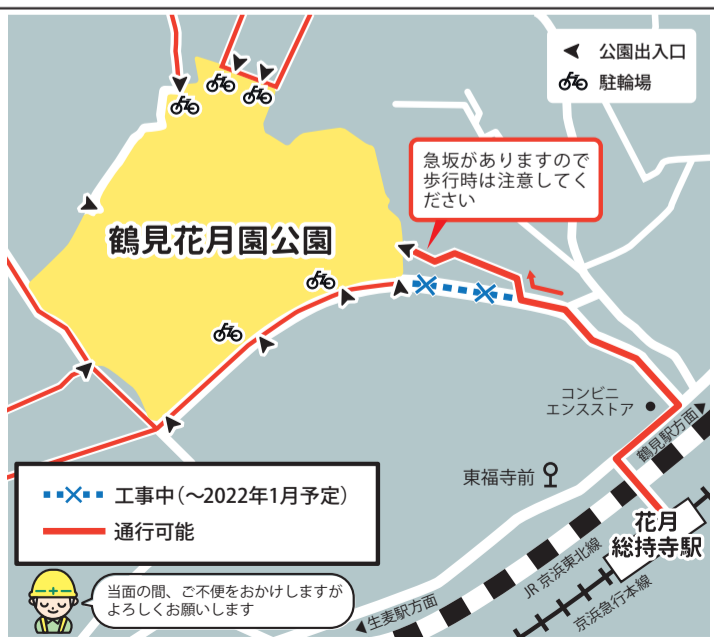 公園出入口
駐輪場
急坂がありますので
歩行時は注意してく
ださい
鶴見花月園公園
コンビニ
エンスストア
鶴見駅方面
東福寺前
工事中(〜2022年1月予定)
通行可能
花月
総持寺駅
JR 京浜東北線
京浜急行本線
生麦駅方面
当面の間、ご不便をおかけしますが
よろしくお願いします